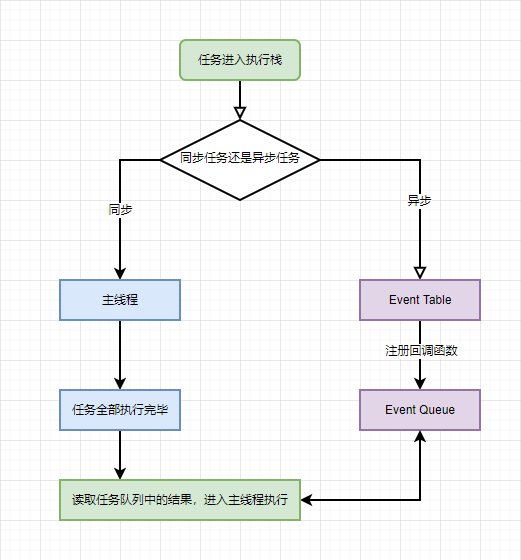 任务进入执行栈
同步任务还是异步任务
同步
异步
主线程
Event Table
注册回调函数
任务全部执行完毕
Event Queue
读取任务队列中的结果，进入主线程执行